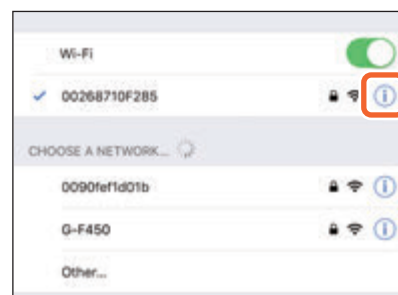 Wi-Fi
00268710F285
CHOOSE A NETWORK...
0090fef1d01b
G-F450
Other...